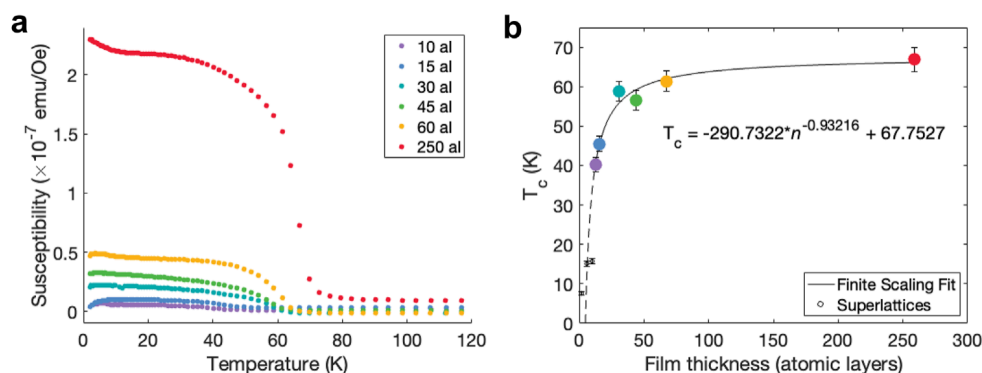 a
Susceptibility (×10⁻⁷ emu/Oe)
2
1.5
1
0.5
0
0 20 40 60 80 100 120
Temperature (K)
10 al
15 al
30 al
45 al
60 al
250 al
b
T_c (K)
70
60
50
40
30
20
10
0
0 50 100 150 200 250 300
Film thickness (atomic layers)
T_c = -290.7322*n^-0.93216 + 67.7527
Finite Scaling Fit
Superlattices